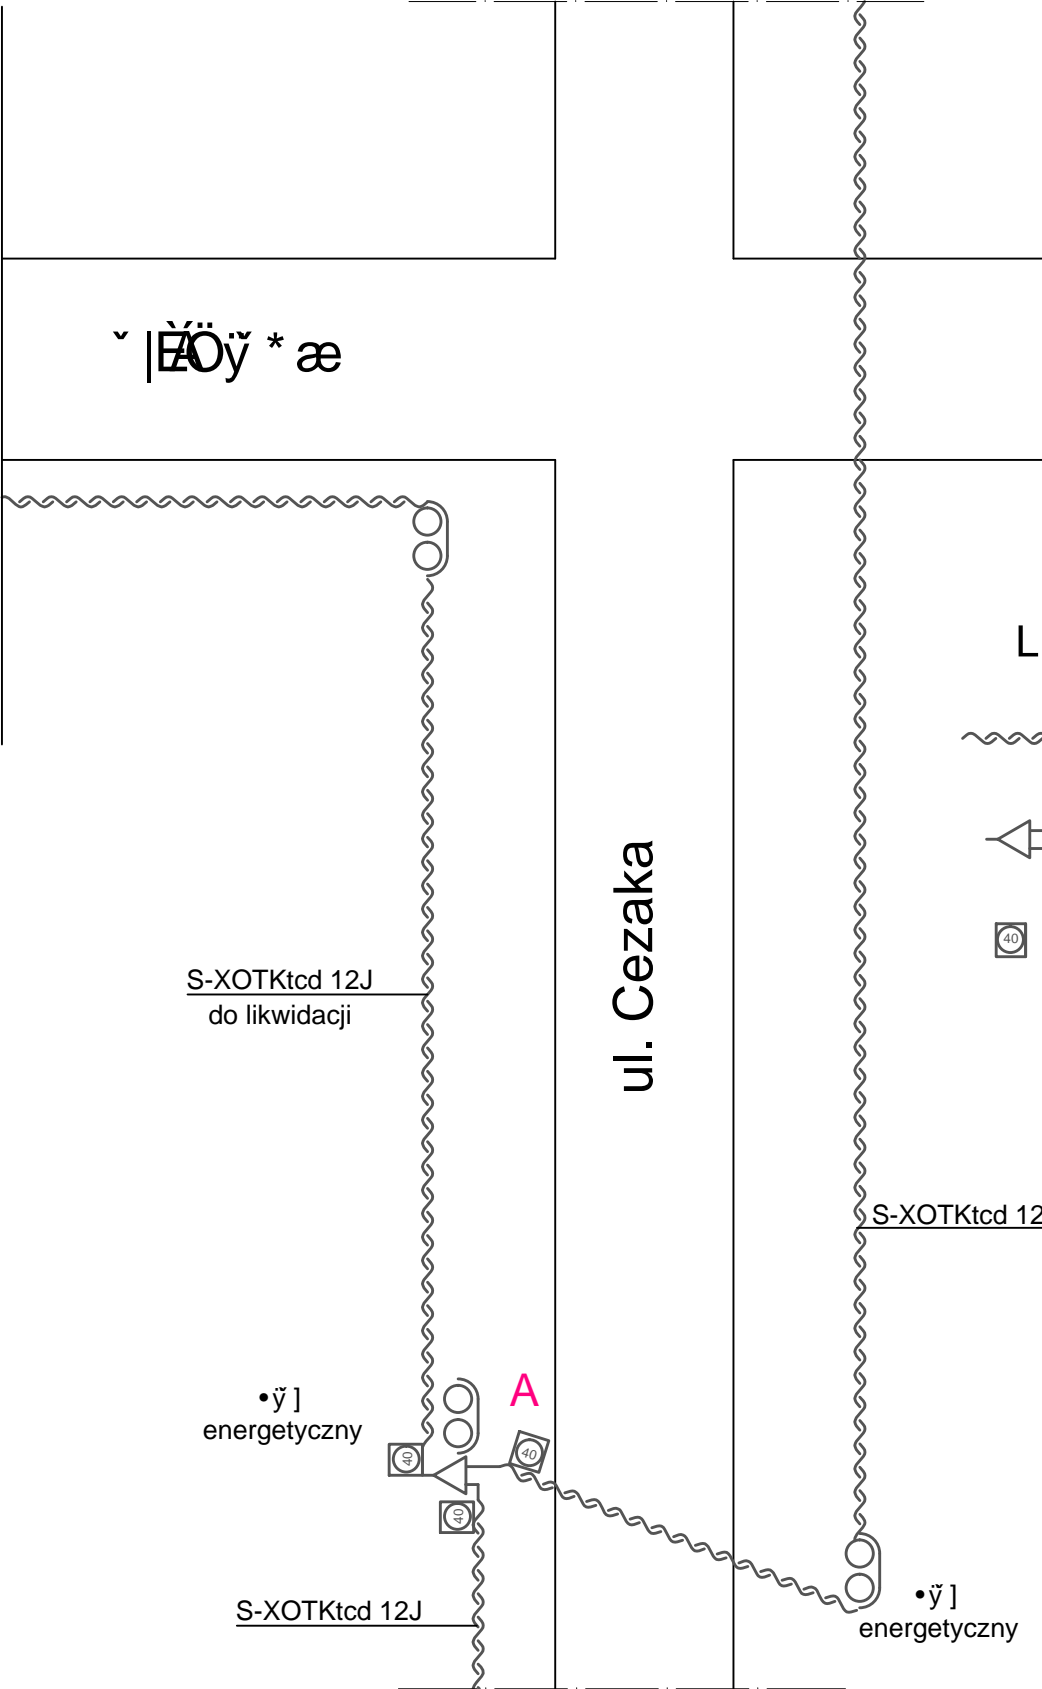 L
40
ul. Cezaka
S-XOTKtcd 12J
do likwidacji
S-XOTKtcd 12
A
energetyczny
40
40
40
S-XOTKtcd 12J
energetyczny